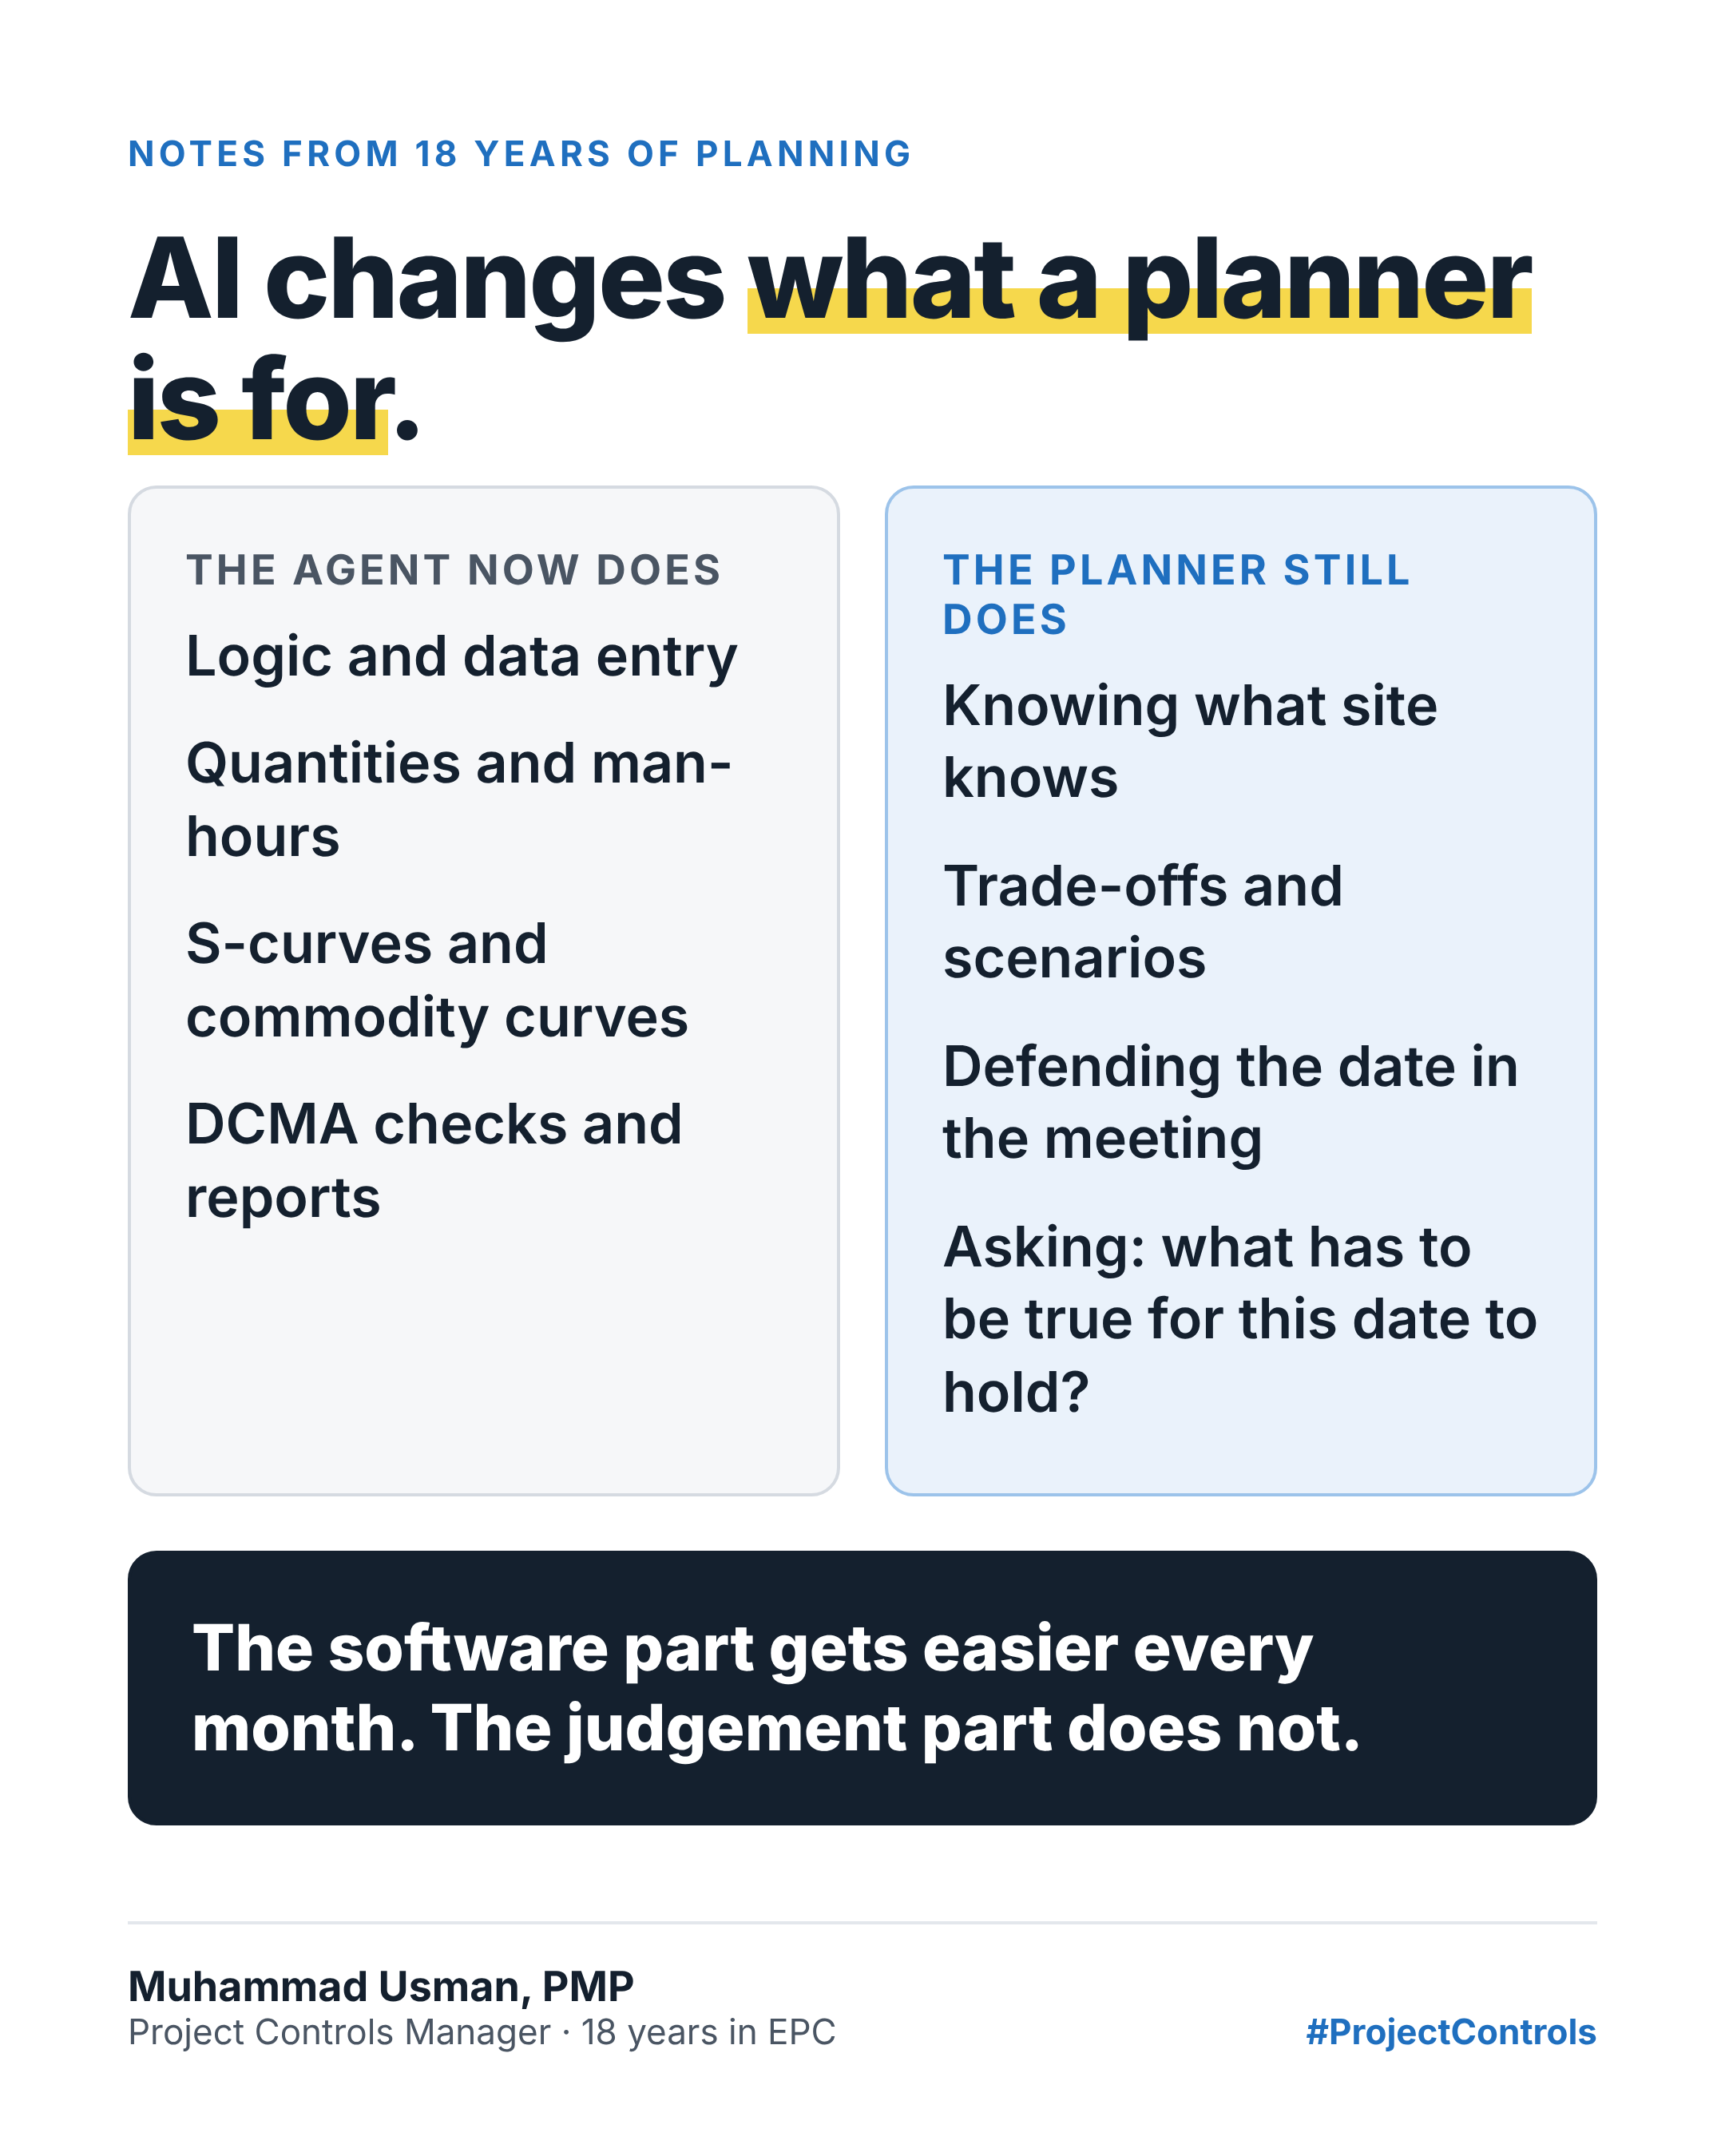 NOTES FROM 18 YEARS OF PLANNING
AI changes what a planner
is for.
THE AGENT NOW DOES
Logic and data entry
Quantities and man-
hours
S-curves and
commodity curves
DCMA checks and
reports
THE PLANNER STILL
DOES
Knowing what site
knows
Trade-offs and
scenarios
Defending the date in
the meeting
Asking: what has to
be true for this date to
hold?
The software part gets easier every
month. The judgement part does not.
Muhammad Usman, PMP
Project Controls Manager · 18 years in EPC
#ProjectControls